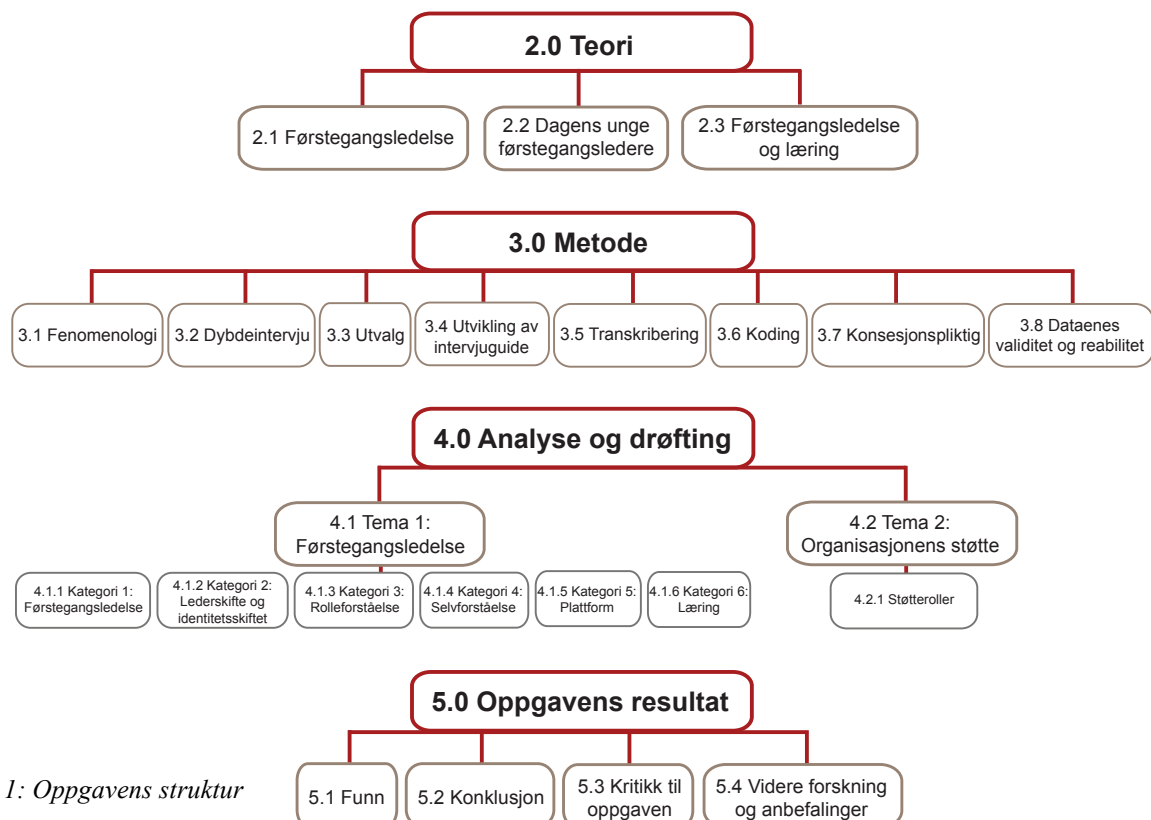 2.0 Teori
2.1 Førstegangsledelse
2.2 Dagens unge
førstegangsledere
2.3 Førstegangsledelse
og læring
3.0 Metode
3.1 Fenomenologi
3.2 Dybdeintervju
3.3 Utvalg
3.4 Utvikling av
intervjuguide
3.5 Transkribering
3.6 Koding
3.7 Konsesjonspliktig
3.8 Dataenes
validitet og reabilitet
4.0 Analyse og drøfting
4.1 Tema 1:
Førstegangsledelse
4.2 Tema 2:
Organisasjonens støtte
4.1.1 Kategori 1:
Førstegangsledelse
4.1.2 Kategori 2:
Lederskifte og
identitetsskiftet
4.1.3 Kategori 3:
Rolleforståelse
4.1.4 Kategori 4:
Selvforståelse
4.1.5 Kategori 5:
Plattform
4.1.6 Kategori 6:
Læring
4.2.1 Støtteroller
5.0 Oppgavens resultat
5.1 Funn
5.2 Konklusjon
5.3 Kritikk til
oppgaven
5.4 Videre forskning
og anbefalinger
1: Oppgavens struktur